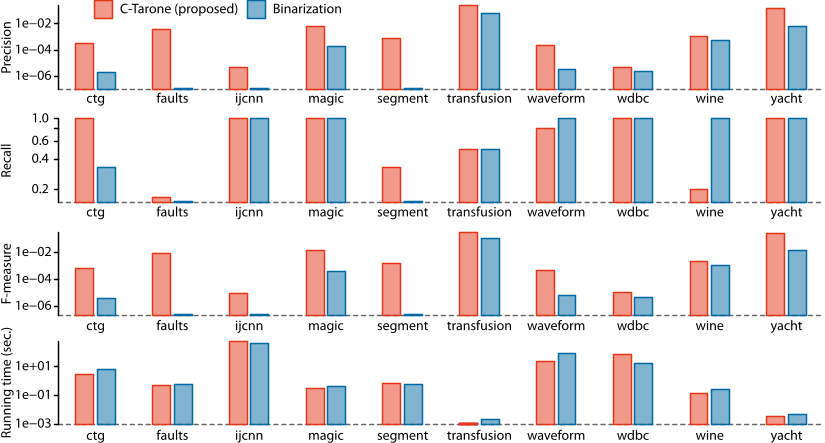 C-Tarone (proposed) Binarization
Precision
1e−02
1e−04
1e−06
ctg faults ijcnn magic segment transfusion waveform wdbc wine yacht
Recall
1.0
0.6
0.4
0.2
ctg faults ijcnn magic segment transfusion waveform wdbc wine yacht
F-measure
1e−02
1e−04
1e−06
ctg faults ijcnn magic segment transfusion waveform wdbc wine yacht
Running time (sec.)
1e+01
1e−01
1e−03
ctg faults ijcnn magic segment transfusion waveform wdbc wine yacht